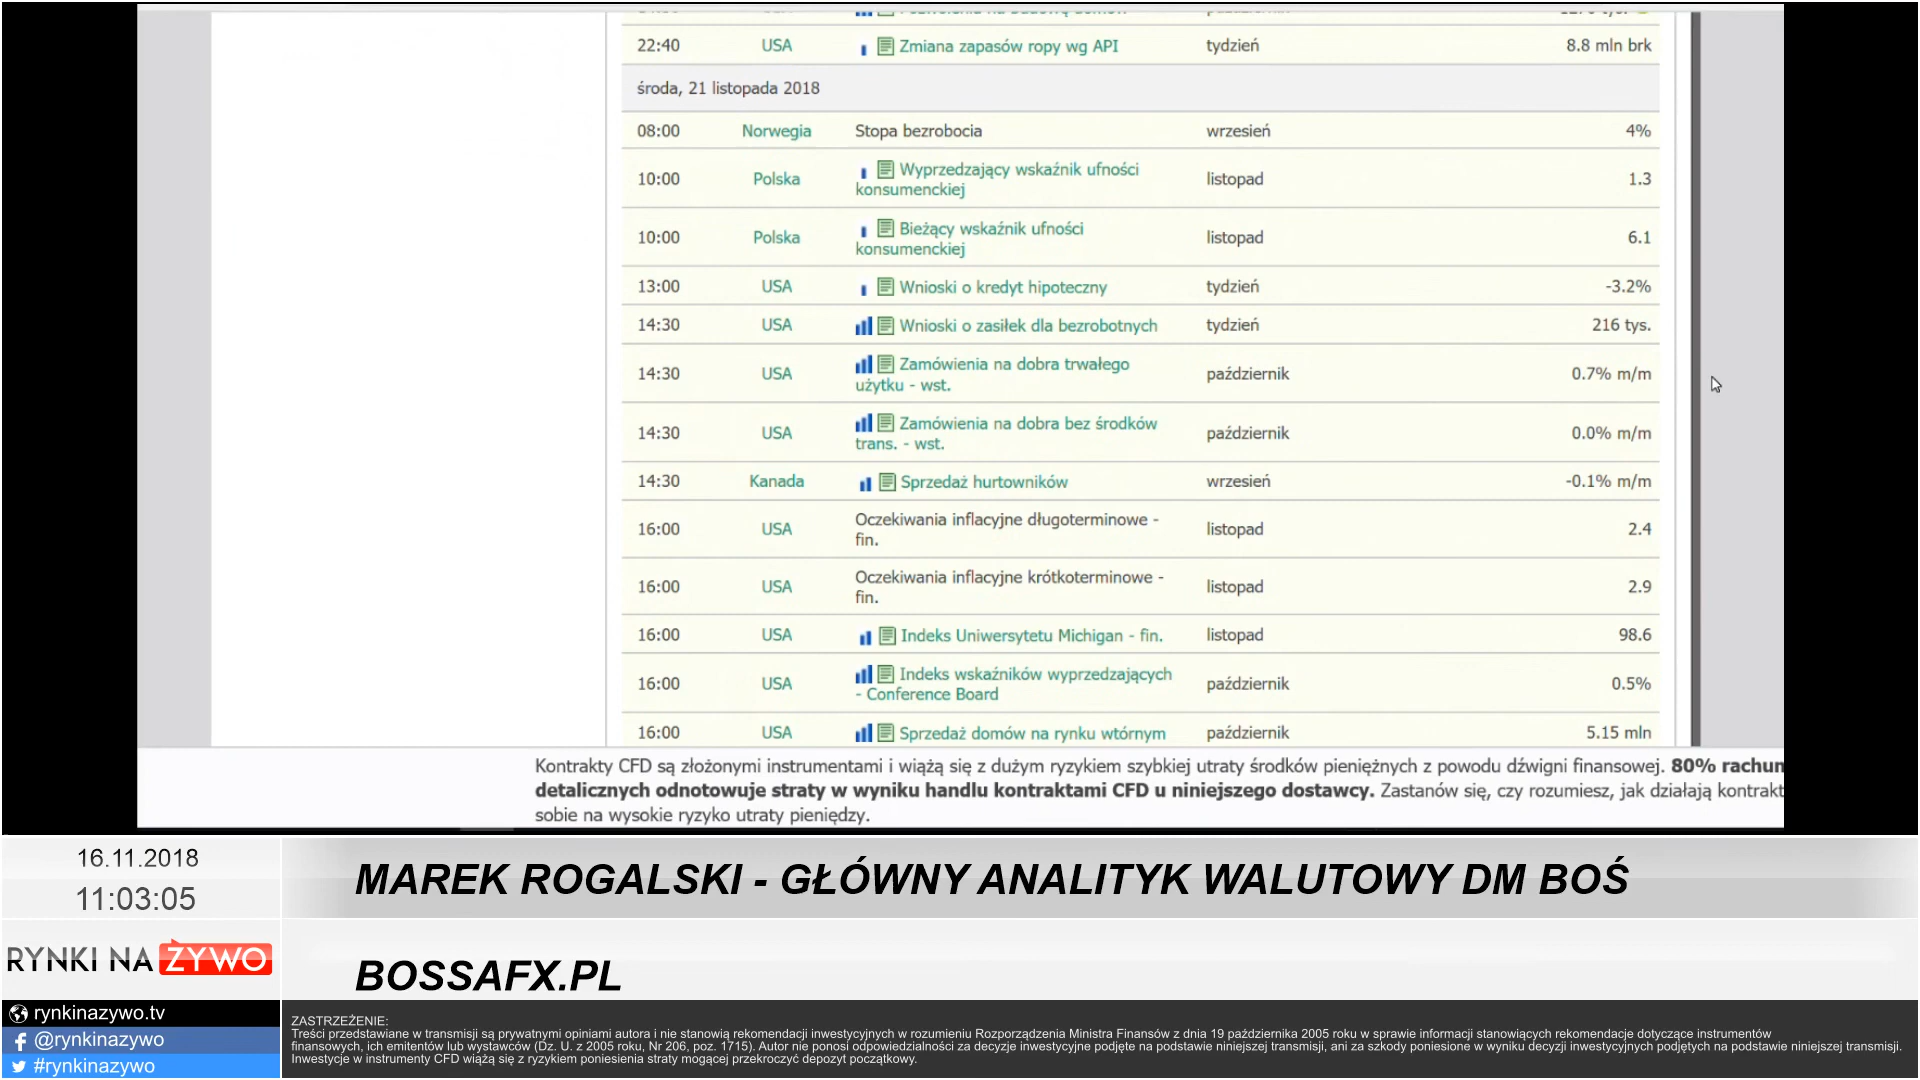 22:40 USA Zmiana zapasów ropy wg API tydzień 8.8 mln brk
środa, 21 listopada 2018
08:00 Norwegia Stopa bezrobocia wrzesień 4%
10:00 Polska Wyprzedzający wskaźnik ufności konsumenckiej listopad 1.3
10:00 Polska Bieżący wskaźnik ufności konsumenckiej listopad 6.1
13:00 USA Wnioski o kredyt hipoteczny tydzień -3.2%
14:30 USA Wnioski o zasiłek dla bezrobotnych tydzień 216 tys.
14:30 USA Zamówienia na dobra trwałego użytku - wst. październik 0.7% m/m
14:30 USA Zamówienia na dobra bez środków trans. - wst. październik 0.0% m/m
14:30 Kanada Sprzedaż hurtowników wrzesień -0.1% m/m
16:00 USA Oczekiwania inflacyjne długoterminowe - fin. listopad 2.4
16:00 USA Oczekiwania inflacyjne krótkoterminowe - fin. listopad 2.9
16:00 USA Indeks Uniwersytetu Michigan - fin. listopad 98.6
16:00 USA Indeks wskaźników wyprzedzających - Conference Board październik 0.5%
16:00 USA Sprzedaż domów na rynku wtórnym październik 5.15 mln
Kontrakty CFD są złożonymi instrumentami i wiążą się z dużym ryzykiem szybkiej utraty środków pieniężnych z powodu dźwigni finansowej. 80% rachun
detalicznych odnotowuje straty w wyniku handlu kontraktami CFD u niniejszego dostawcy. Zastanów się, czy rozumiesz, jak działają kontrakt
sobie na wysokie ryzyko utraty pieniędzy.
16.11.2018
11:03:05
MAREK ROGALSKI - GŁÓWNY ANALITYK WALUTOWY DM BOŚ
RYNKI NA ŻYWO
BOSSAFX.PL
rynkinazywo.tv
@rynkinazywo
#rynkinazywo
ZASTRZEŻENIE:
Treści przedstawiane w transmisji są prywatnymi opiniami autora i nie stanowią rekomendacji inwestycyjnych w rozumieniu Rozporządzenia Ministra Finansów z dnia 19 października 2005 roku w sprawie informacji stanowiących rekomendacje dotyczące instrumentów
finansowych, ich emitentów lub wystawców (Dz. U. z 2005 roku, Nr 206, poz. 1715). Autor nie ponosi odpowiedzialności za decyzje inwestycyjne podjęte na podstawie niniejszej transmisji, ani za szkody poniesione w wyniku decyzji inwestycyjnych podjętych na podstawie niniejszej transmisji.
Inwestycje w instrumenty CFD wiążą się z ryzykiem poniesienia straty mogącej przekroczyć depozyt początkowy.